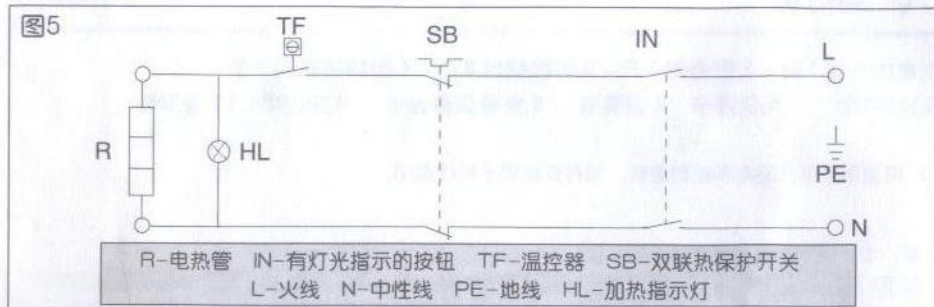 图5
TF
SB
IN
L
R
HL
PE
N
R-电热管 IN-有灯光指示的按钮 TF-温控器 SB-双联热保护开关
L-火线 N-中性线 PE-地线 HL-加热指示灯